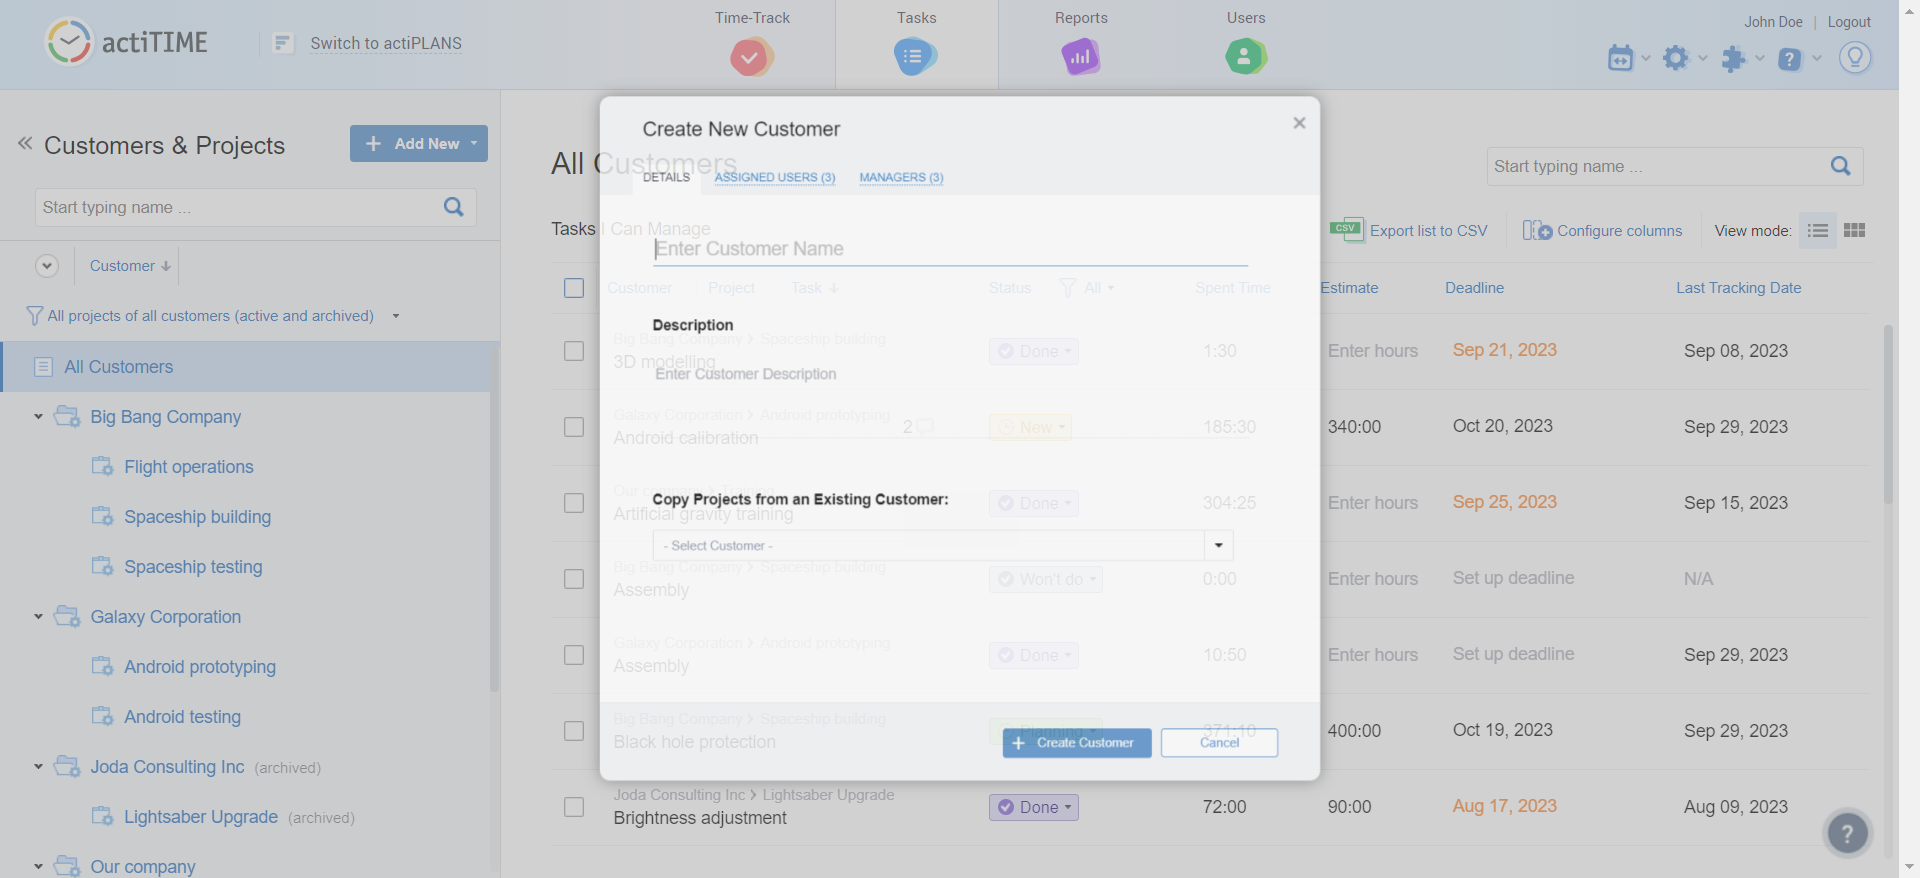 actiTIME
Switch to actiPLANS
Time-Track
Tasks
Reports
Users
John Doe | Logout
Customers & Projects
+ Add New
Start typing name ...
Customer
All projects of all customers (active and archived)
All Customers
Big Bang Company
Flight operations
Spaceship building
Spaceship testing
Galaxy Corporation
Android prototyping
Android testing
Joda Consulting Inc (archived)
Lightsaber Upgrade (archived)
Our company
All Customers
Start typing name ...
Tasks I Can Manage
CSV Export list to CSV
Configure columns
View mode:
Customer Project Task Status All Spent Time Estimate Deadline Last Tracking Date
Big Bang Company > Spaceship building
3D modelling Done 1:30 Enter hours Sep 21, 2023 Sep 08, 2023
Galaxy Corporation > Android prototyping
Android calibration 2 New 185:30 340:00 Oct 20, 2023 Sep 29, 2023
Our company > Training
Artificial gravity training Done 304:25 Enter hours Sep 25, 2023 Sep 15, 2023
Big Bang Company > Spaceship building
Assembly Won't do 0:00 Enter hours Set up deadline N/A
Galaxy Corporation > Android prototyping
Assembly Done 10:50 Enter hours Set up deadline Sep 29, 2023
Big Bang Company > Spaceship building
Black hole protection Planning 371:10 400:00 Oct 19, 2023 Sep 29, 2023
Joda Consulting Inc > Lightsaber Upgrade
Brightness adjustment Done 72:00 90:00 Aug 17, 2023 Aug 09, 2023
Create New Customer
DETAILS
ASSIGNED USERS (3)
MANAGERS (3)
Enter Customer Name
Description
Enter Customer Description
Copy Projects from an Existing Customer:
- Select Customer -
+ Create Customer
Cancel
?